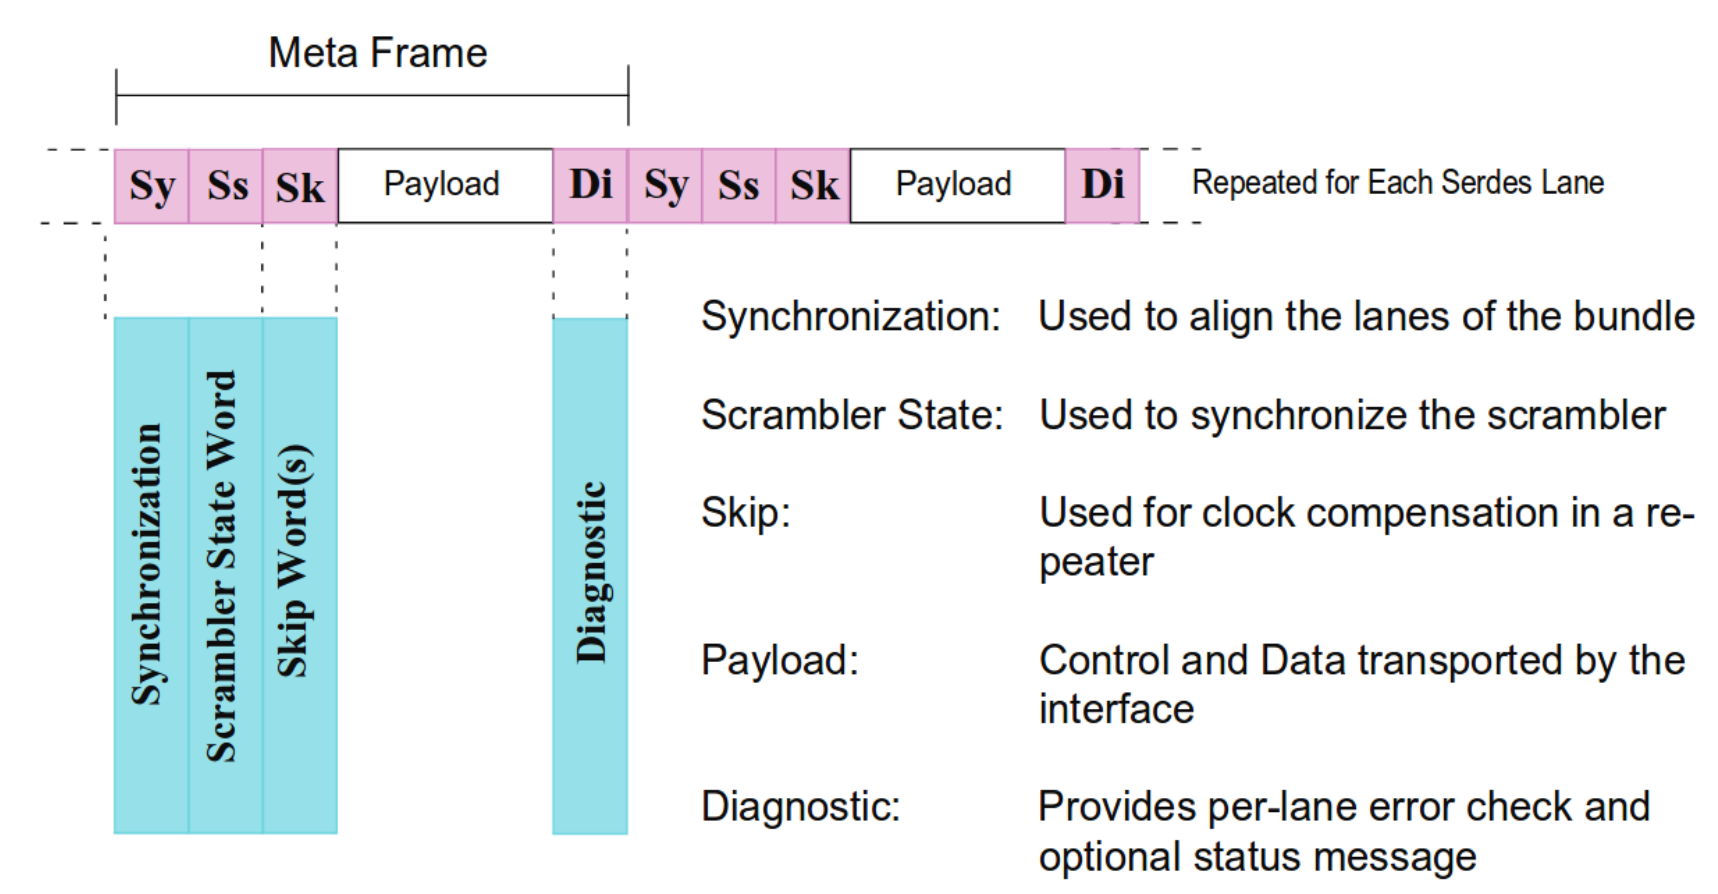 Meta Frame
Sy Ss Sk Payload Di Sy Ss Sk Payload Di Repeated for Each Serdes Lane
Synchronization
Scrambler State Word
Skip Word(s)
Diagnostic
Synchronization: Used to align the lanes of the bundle
Scrambler State: Used to synchronize the scrambler
Skip: Used for clock compensation in a re-
peater
Payload: Control and Data transported by the
interface
Diagnostic: Provides per-lane error check and
optional status message